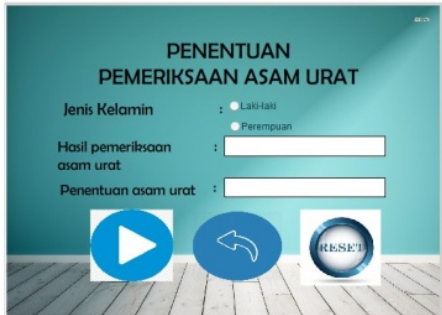 PENENTUAN
PEMERIKSAAN ASAM URAT
Jenis Kelamin : Laki-laki
Perempuan
Hasil pemeriksaan :
asam urat
Penentuan asam urat :
RESET